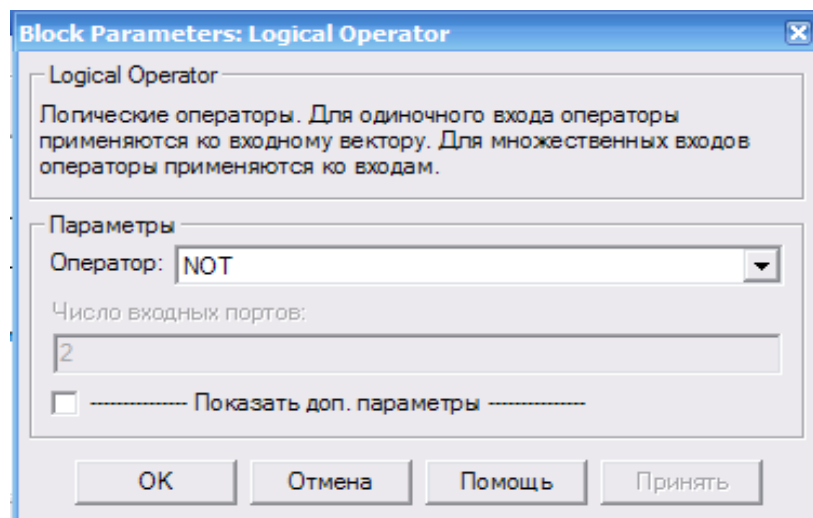 Block Parameters: Logical Operator
Logical Operator
Логические операторы. Для одиночного входа операторы
применяются ко входному вектору. Для множественных входов
операторы применяются ко входам.
Параметры
Оператор: NOT
Число входных портов:
2
--------------- Показать доп. параметры ---------------
OK Отмена Помощь Принять